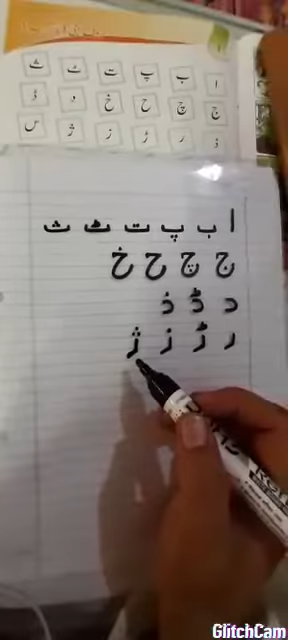 ا ب پ ت ٹ ث
ج چ ح خ د ڈ
ذ ر ڑ ز ژ س
ا ب پ ت ٹ ث
ج چ ح خ
د ڈ ذ
ر ڑ ز ژ
GlitchCam